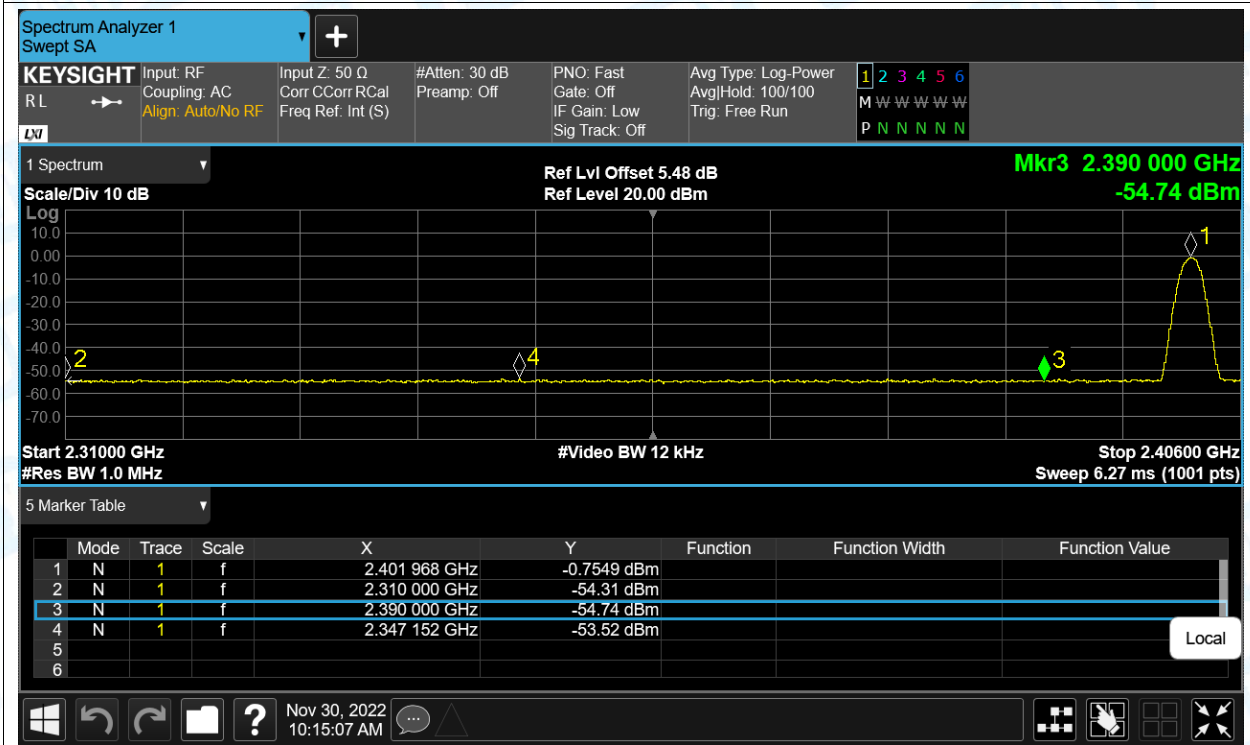 Spectrum Analyzer 1
Swept SA
KEYSIGHT
RL
LXI
Input: RF
Coupling: AC
Align: Auto/No RF
Input Z: 50 Ω
Corr CCorr RCal
Freq Ref: Int (S)
#Atten: 30 dB
Preamp: Off
PNO: Fast
Gate: Off
IF Gain: Low
Sig Track: Off
Avg Type: Log-Power
Avg|Hold: 100/100
Trig: Free Run
1 2 3 4 5 6
M W W W W W
P N N N N N
1 Spectrum
Scale/Div 10 dB
Ref Lvl Offset 5.48 dB
Ref Level 20.00 dBm
Mkr3 2.390 000 GHz
-54.74 dBm
Log
10.0
0.00
-10.0
-20.0
-30.0
-40.0
-50.0
-60.0
-70.0
1
2
4
3
Start 2.31000 GHz
#Video BW 12 kHz
Stop 2.40600 GHz
#Res BW 1.0 MHz
Sweep 6.27 ms (1001 pts)
5 Marker Table
Mode Trace Scale X Y Function Function Width Function Value
1 N 1 f 2.401 968 GHz -0.7549 dBm
2 N 1 f 2.310 000 GHz -54.31 dBm
3 N 1 f 2.390 000 GHz -54.74 dBm
4 N 1 f 2.347 152 GHz -53.52 dBm
5
6
Local
?
Nov 30, 2022
10:15:07 AM